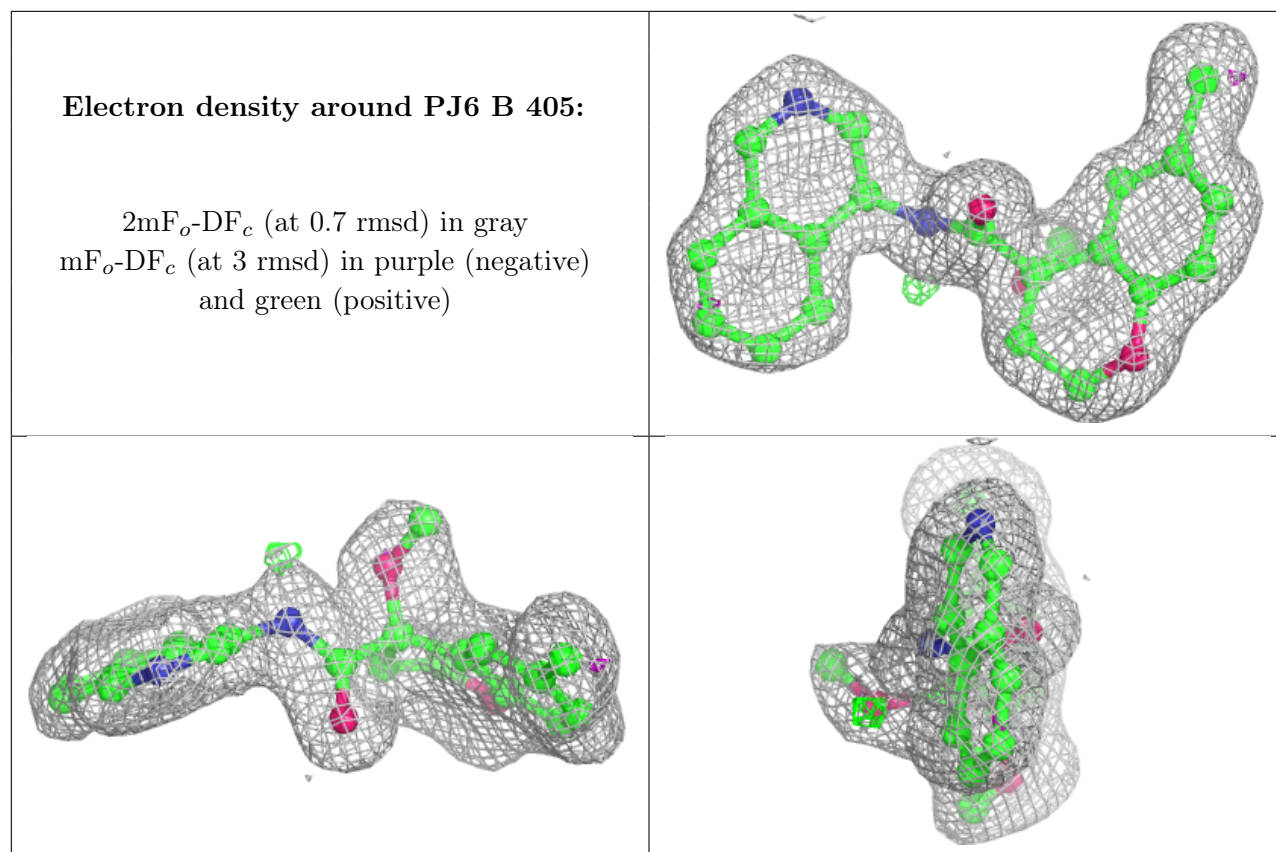 Electron density around PJ6 B 405:
2mFo-DFc (at 0.7 rmsd) in gray
mFo-DFc (at 3 rmsd) in purple (negative)
and green (positive)